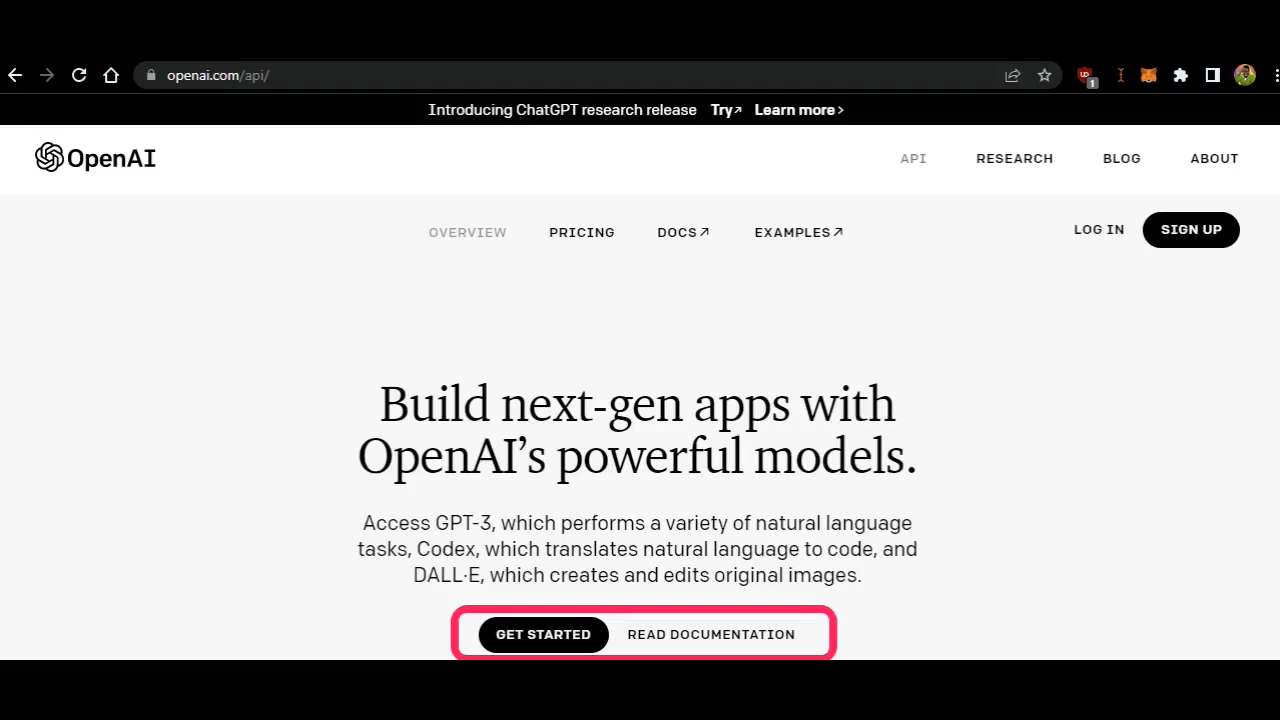 openai.com/api/
UD
1
Introducing ChatGPT research release Try↗ Learn more >
OpenAI
API RESEARCH BLOG ABOUT
OVERVIEW PRICING DOCS↗ EXAMPLES↗
LOG IN SIGN UP
Build next-gen apps with
OpenAI’s powerful models.
Access GPT-3, which performs a variety of natural language
tasks, Codex, which translates natural language to code, and
DALL·E, which creates and edits original images.
GET STARTED READ DOCUMENTATION